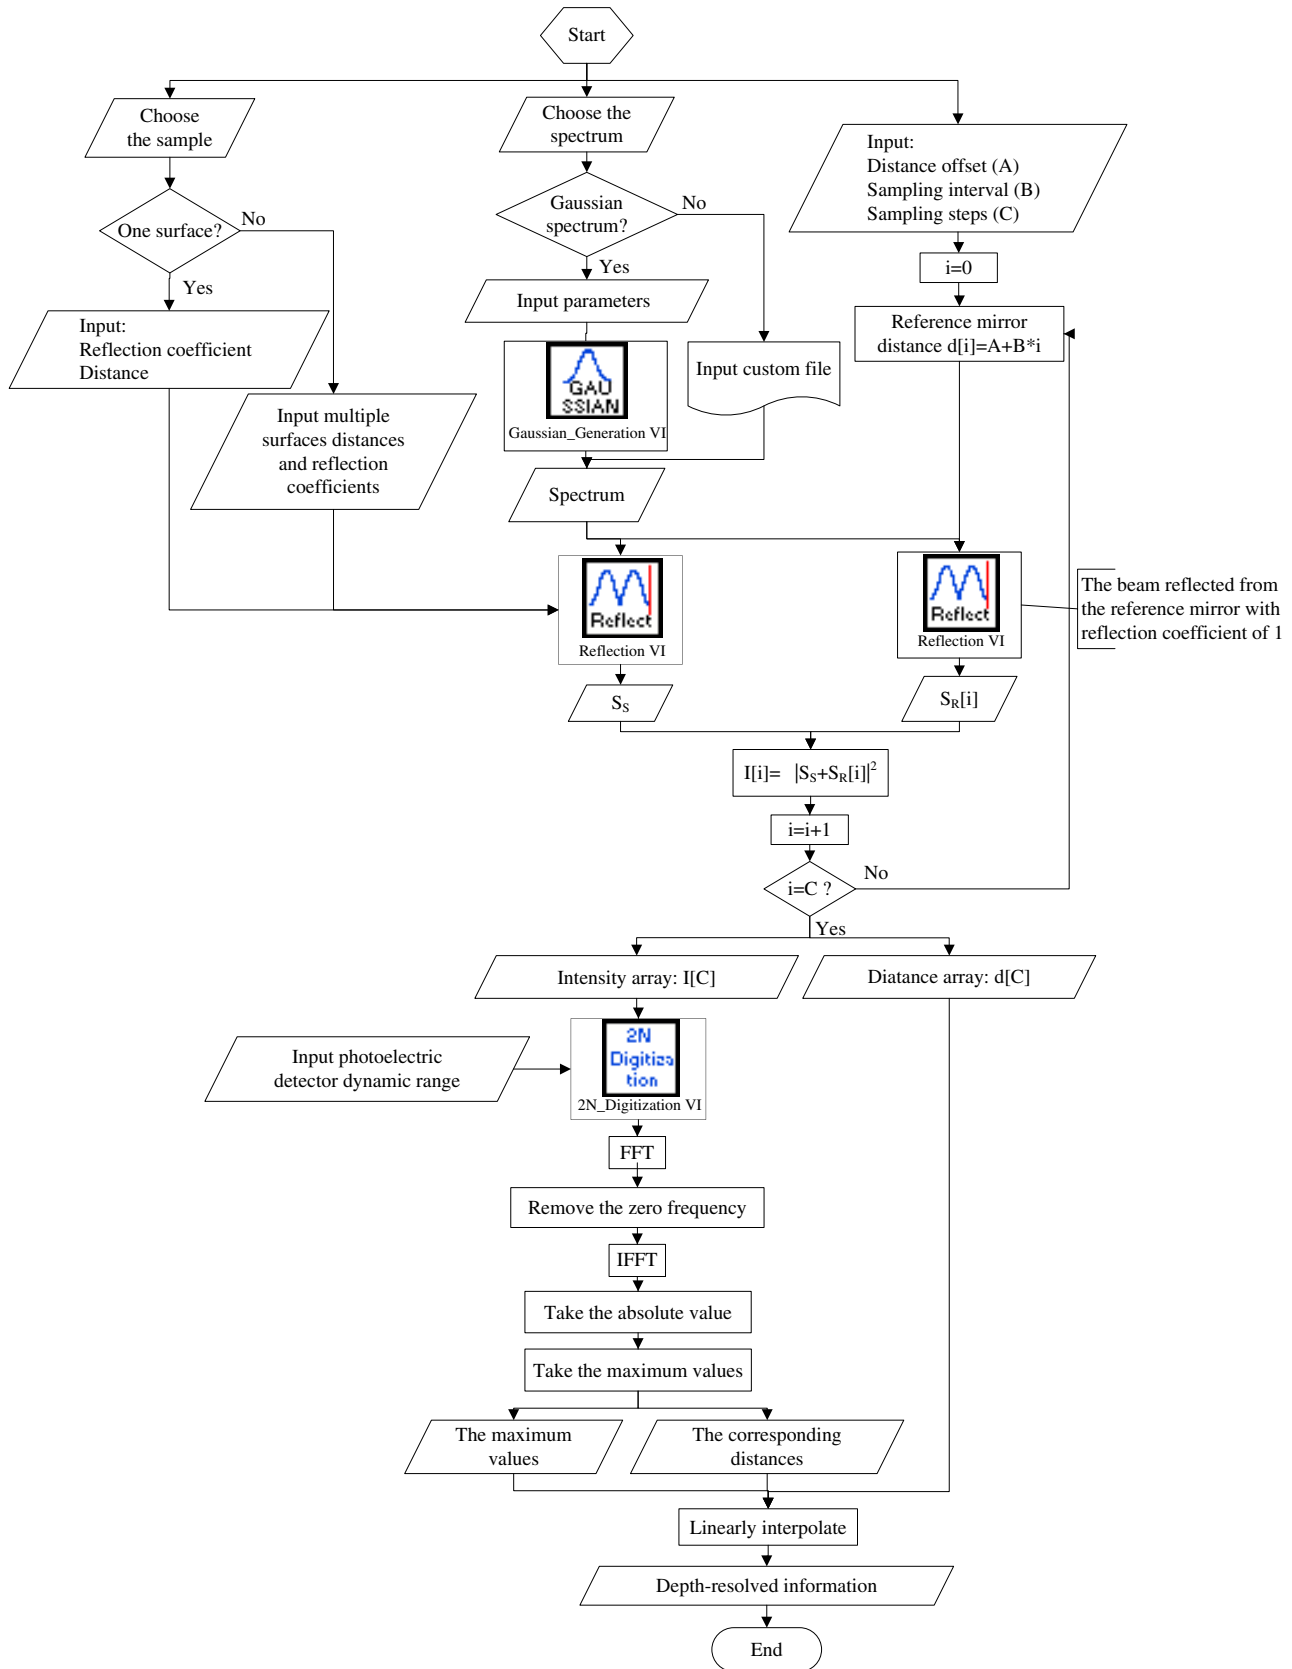 Start
Choose
the sample
Choose the
spectrum
Input:
Distance offset (A)
Sampling interval (B)
Sampling steps (C)
One surface?
No
Yes
Gaussian
spectrum?
No
Yes
i=0
Input:
Reflection coefficient
Distance
Input parameters
Reference mirror
distance d[i]=A+B*i
Input multiple
surfaces distances
and reflection
coefficients
GAU
SSIAN
Gaussian_Generation VI
Input custom file
Spectrum
Reflect
Reflection VI
Reflect
Reflection VI
The beam reflected from
the reference mirror with
reflection coefficient of 1
SS
SR[i]
I[i]= |SS+SR[i]|2
i=i+1
i=C ?
No
Yes
Intensity array: I[C]
Diatance array: d[C]
Input photoelectric
detector dynamic range
2N
Digitiza
tion
2N_Digitization VI
FFT
Remove the zero frequency
IFFT
Take the absolute value
Take the maximum values
The maximum
values
The corresponding
distances
Linearly interpolate
Depth-resolved information
End